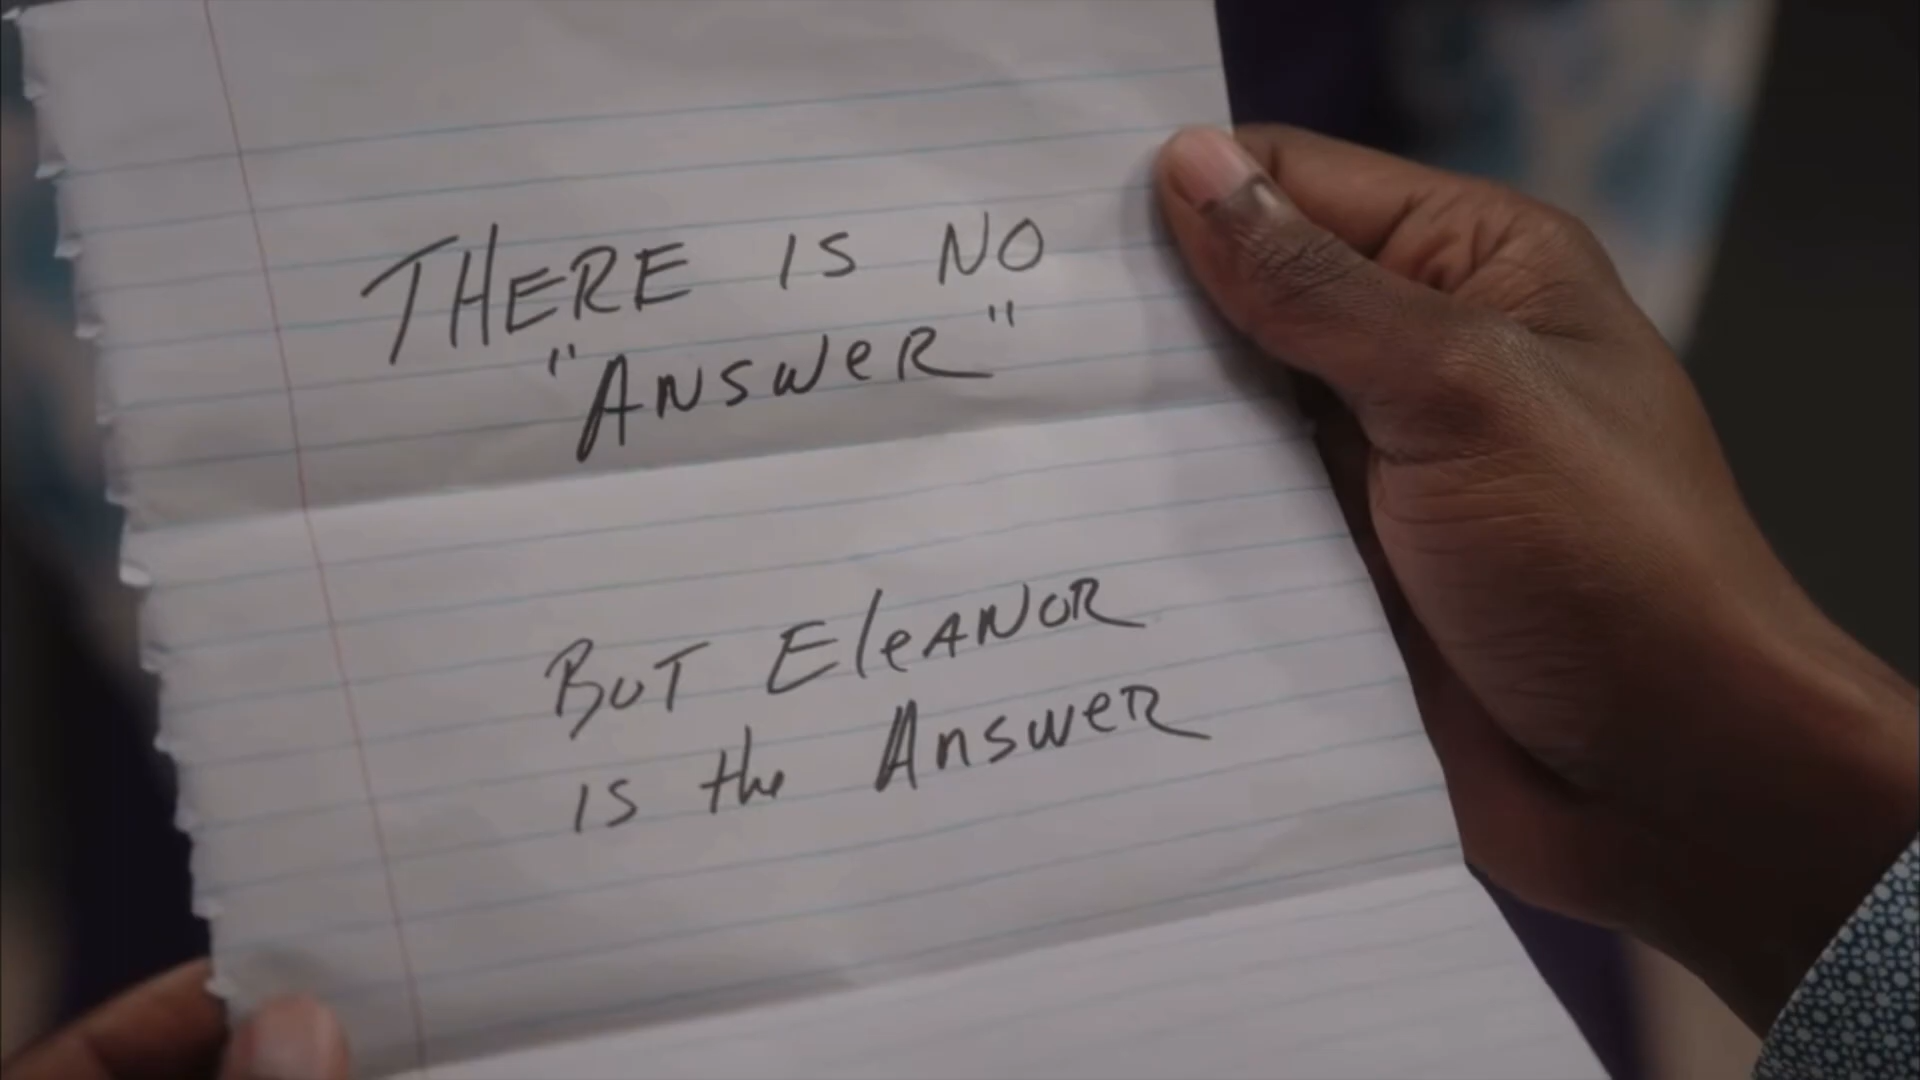 THERE IS NO
"ANSWeR"
BUT EleANOR
IS the ANSWeR